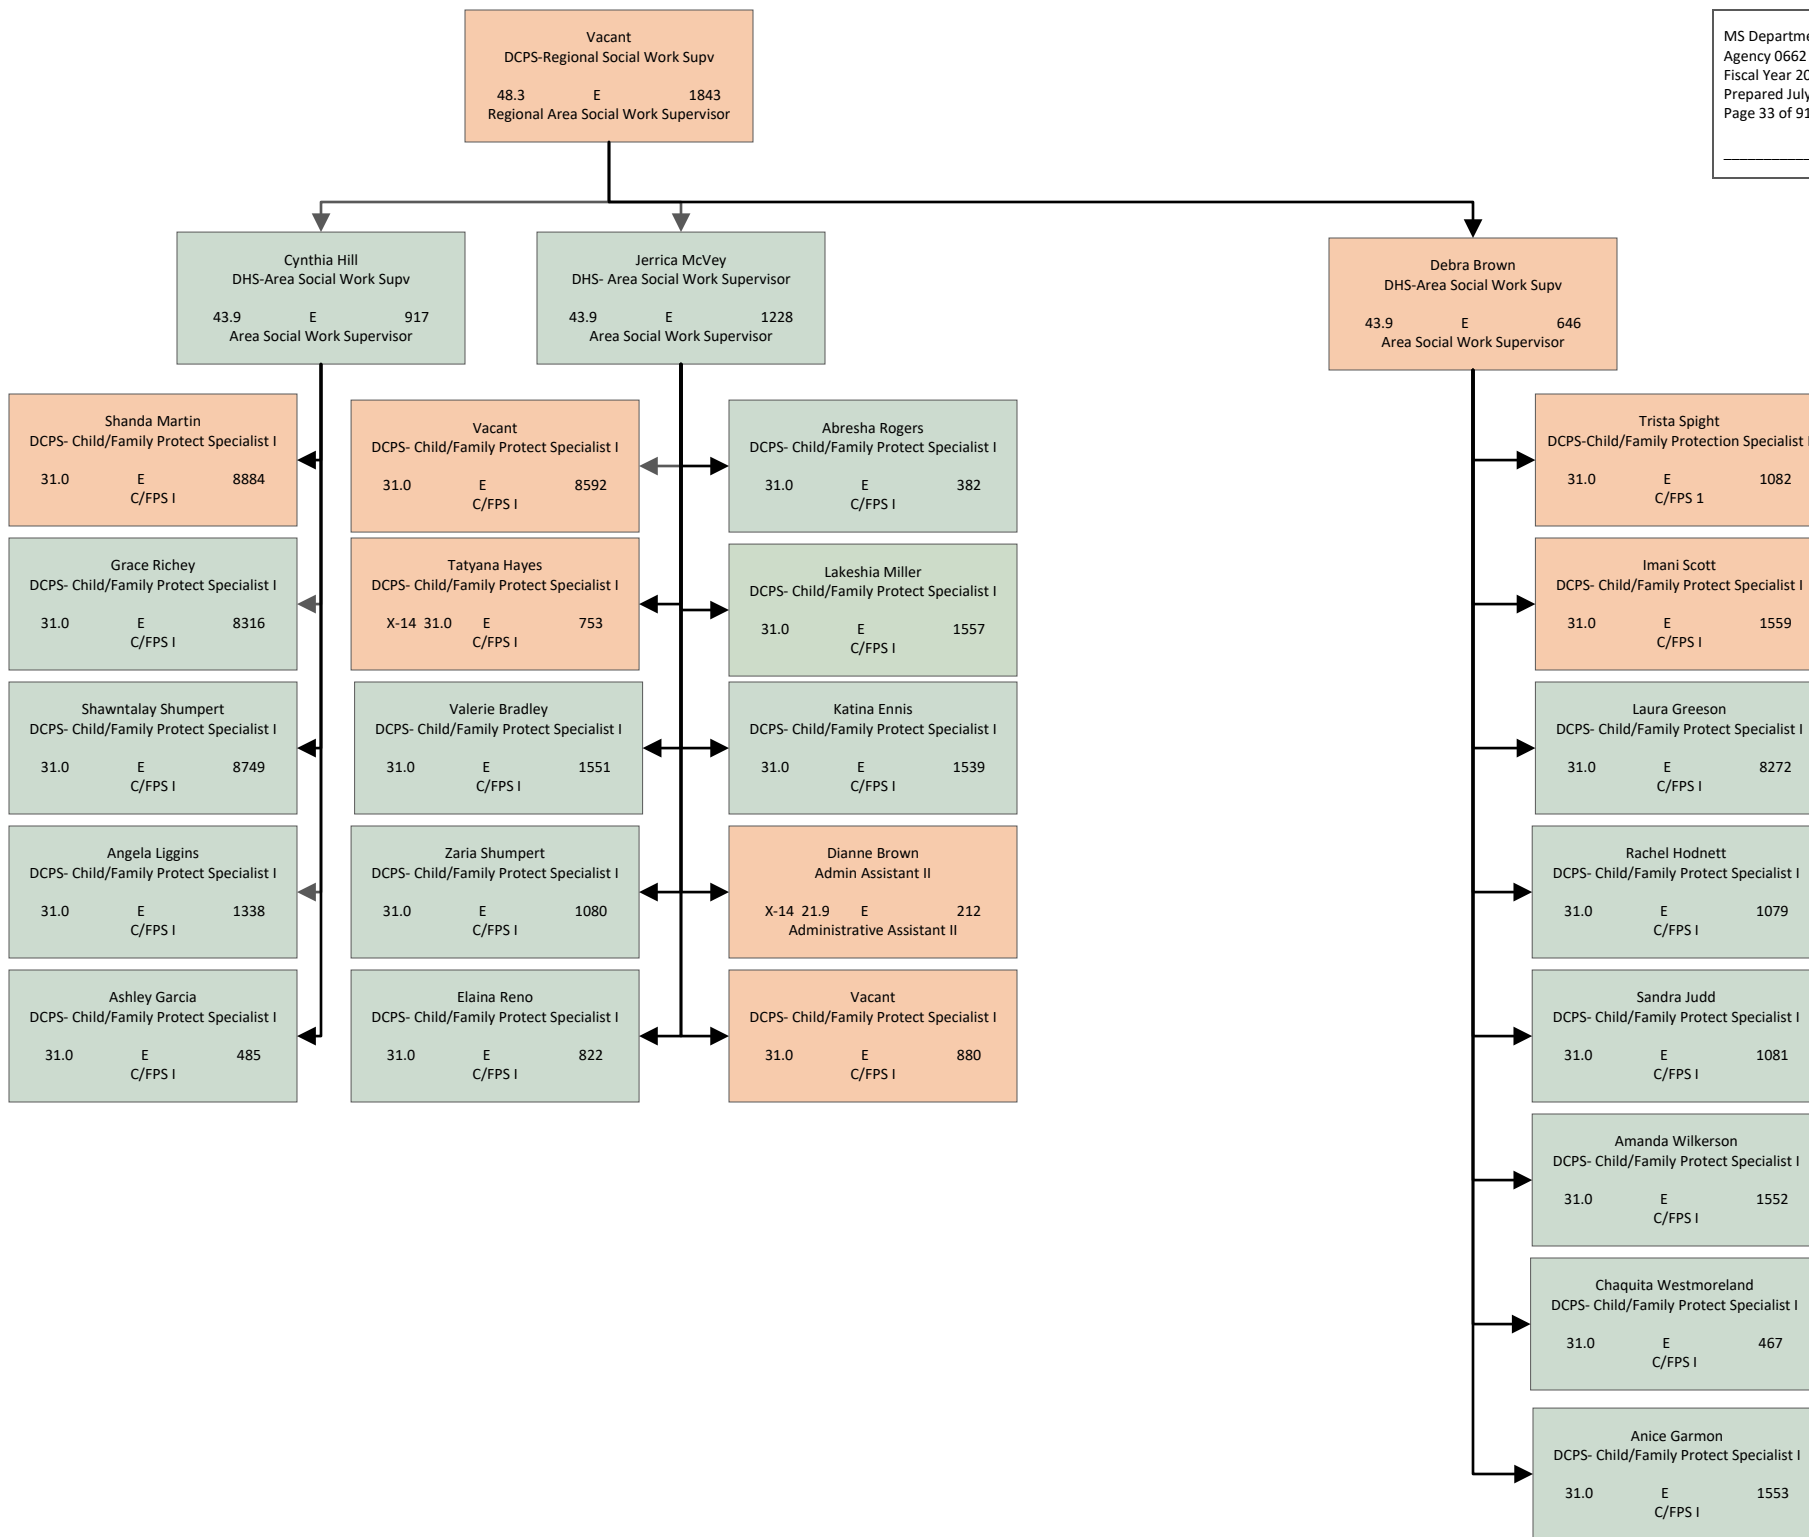 Vacant
DCPS-Regional Social Work Supv
48.3 E 1843
Regional Area Social Work Supervisor
Agency 0662
Fiscal Year 20
Prepared July
Page 33 of 91
Cynthia Hill
DHS-Area Social Work Supv
43.9 E 917
Area Social Work Supervisor
Jerrica McVey
DHS- Area Social Work Supervisor
43.9 E 1228
Area Social Work Supervisor
Debra Brown
DHS-Area Social Work Supv
43.9 E 646
Area Social Work Supervisor
Shanda Martin
DCPS- Child/Family Protect Specialist I
31.0 E 8884
C/FPS I
Grace Richey
DCPS- Child/Family Protect Specialist I
31.0 E 8316
C/FPS I
Shawntalay Shumpert
DCPS- Child/Family Protect Specialist I
31.0 E 8749
C/FPS I
Angela Liggins
DCPS- Child/Family Protect Specialist I
31.0 E 1338
C/FPS I
Ashley Garcia
DCPS- Child/Family Protect Specialist I
31.0 E 485
C/FPS I
Vacant
DCPS- Child/Family Protect Specialist I
31.0 E 8592
C/FPS I
Tatyana Hayes
DCPS- Child/Family Protect Specialist I
X-14 31.0 E 753
C/FPS I
Valerie Bradley
DCPS- Child/Family Protect Specialist I
31.0 E 1551
C/FPS I
Zaria Shumpert
DCPS- Child/Family Protect Specialist I
31.0 E 1080
C/FPS I
Elaina Reno
DCPS- Child/Family Protect Specialist I
31.0 E 822
C/FPS I
Abresha Rogers
DCPS- Child/Family Protect Specialist I
31.0 E 382
C/FPS I
Lakeshia Miller
DCPS- Child/Family Protect Specialist I
31.0 E 1557
C/FPS I
Katina Ennis
DCPS- Child/Family Protect Specialist I
31.0 E 1539
C/FPS I
Dianne Brown
Admin Assistant II
X-14 21.9 E 212
Administrative Assistant II
Vacant
DCPS- Child/Family Protect Specialist I
31.0 E 880
C/FPS I
Trista Spight
DCPS-Child/Family Protection Specialist I
31.0 E 1082
C/FPS 1
Imani Scott
DCPS- Child/Family Protect Specialist I
31.0 E 1559
C/FPS I
Laura Greeson
DCPS- Child/Family Protect Specialist I
31.0 E 8272
C/FPS I
Rachel Hodnett
DCPS- Child/Family Protect Specialist I
31.0 E 1079
C/FPS I
Sandra Judd
DCPS- Child/Family Protect Specialist I
31.0 E 1081
C/FPS I
Amanda Wilkerson
DCPS- Child/Family Protect Specialist I
31.0 E 1552
C/FPS I
Chaquita Westmoreland
DCPS- Child/Family Protect Specialist I
31.0 E 467
C/FPS I
Anice Garmon
DCPS- Child/Family Protect Specialist I
31.0 E 1553
C/FPS I